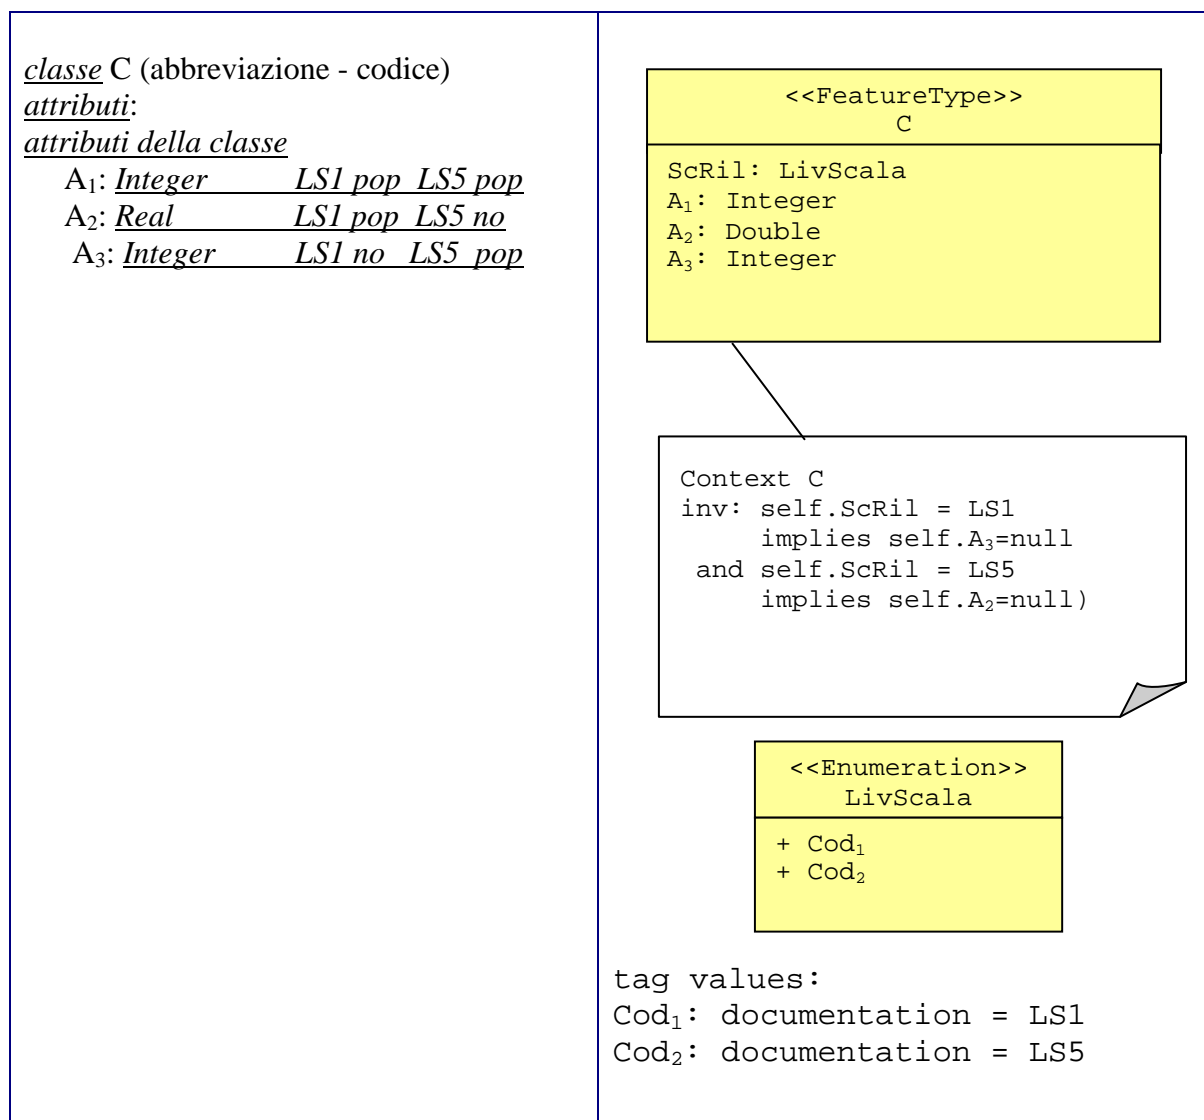 classe C (abbreviazione - codice)
attributi:
attributi della classe
A₁: Integer LS1 pop LS5 pop
A₂: Real LS1 pop LS5 no
A₃: Integer LS1 no LS5 pop
<<FeatureType>>
C
ScRil: LivScala
A₁: Integer
A₂: Double
A₃: Integer
Context C
inv: self.ScRil = LS1
implies self.A₃=null
and self.ScRil = LS5
implies self.A₂=null)
<<Enumeration>>
LivScala
+ Cod₁
+ Cod₂
tag values:
Cod₁: documentation = LS1
Cod₂: documentation = LS5